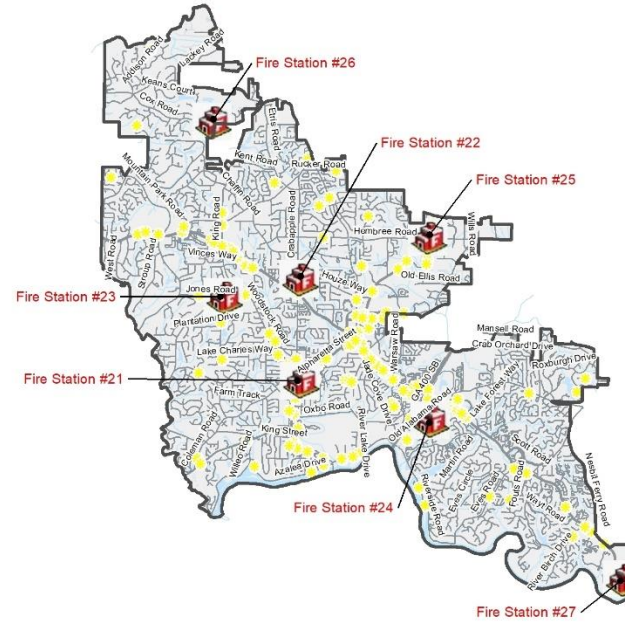 Addison Road
Lackey Road
Fire Station #26
Keans Court
Cox Road
Etris Road
Fire Station #22
Kent Road
Rucker Road
Mountain Park Road
Chaffin Road
Fire Station #25
King Road
Crabapple Road
Hembree Road
Wills Road
West Road
Stroup Road
Vinces Way
Houze Way
Old Ellis Road
Jones Road
Fire Station #23
Woodstock Road
Plantation Drive
Mansell Road
Alpharetta Street
Warsaw Road
Crab Orchard Drive
Lake Charles Way
Roxburgh Drive
GA400(SB)
Fire Station #21
Jade Cove Drive
Lake Forest Way
Farm Track
Oxbo Road
Old Alabama Road
King Street
River Lake Drive
Coleman Road
Willeo Road
Azalea Drive
Martin Road
Scott Road
Nesbit Ferry Road
Eves Circle
Eves Road
Fouts Road
Riverside Road
Wayt Road
Fire Station #24
River Birch Drive
Fire Station #27